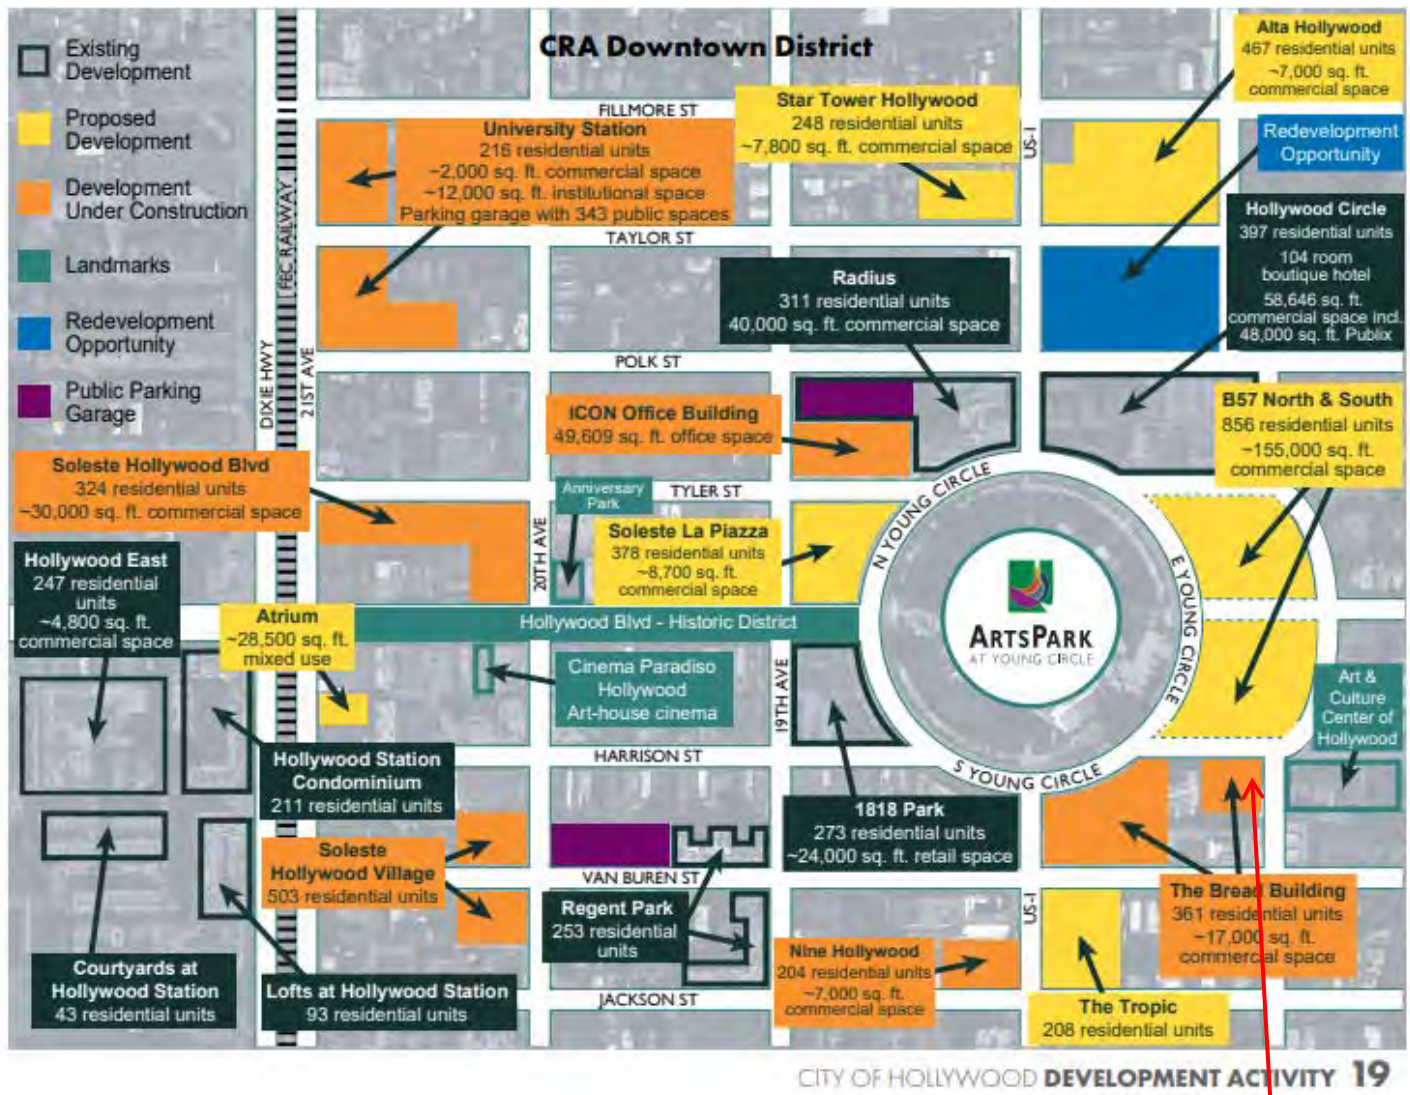 CRA Downtown District
Existing
Development
Proposed
Development
Development
Under Construction
Landmarks
Redevelopment
Opportunity
Public Parking
Garage
Alta Hollywood
467 residential units
~7,000 sq. ft.
commercial space
Redevelopment
Opportunity
Star Tower Hollywood
248 residential units
~7,800 sq. ft. commercial space
FILLMORE ST
University Station
216 residential units
~2,000 sq. ft. commercial space
~12,000 sq. ft. institutional space
Parking garage with 343 public spaces
US-1
TAYLOR ST
FEC RAILWAY
DIXIE HWY
21ST AVE
Hollywood Circle
397 residential units
104 room
boutique hotel
58,646 sq. ft.
commercial space incl.
48,000 sq. ft. Publix
Radius
311 residential units
40,000 sq. ft. commercial space
POLK ST
ICON Office Building
49,609 sq. ft. office space
B57 North & South
856 residential units
~155,000 sq. ft.
commercial space
Soleste Hollywood Blvd
324 residential units
~30,000 sq. ft. commercial space
Anniversary
Park
TYLER ST
N YOUNG CIRCLE
20TH AVE
Soleste La Piazza
378 residential units
~8,700 sq. ft.
commercial space
Hollywood East
247 residential
units
~4,800 sq. ft.
commercial space
Atrium
~28,500 sq. ft.
mixed use
Hollywood Blvd - Historic District
ARTSPARK
AT YOUNG CIRCLE
E YOUNG CIRCLE
Cinema Paradiso
Hollywood
Art-house cinema
19TH AVE
Art &
Culture
Center of
Hollywood
HARRISON ST
S YOUNG CIRCLE
Hollywood Station
Condominium
211 residential units
1818 Park
273 residential units
~24,000 sq. ft. retail space
Soleste
Hollywood Village
503 residential units
VAN BUREN ST
Regent Park
253 residential
units
US-1
The Bread Building
361 residential units
~17,000 sq. ft.
commercial space
Nine Hollywood
204 residential units
~7,000 sq. ft.
commercial space
Courtyards at
Hollywood Station
43 residential units
Lofts at Hollywood Station
93 residential units
JACKSON ST
The Tropic
208 residential units
CITY OF HOLLYWOOD DEVELOPMENT ACTIVITY 19